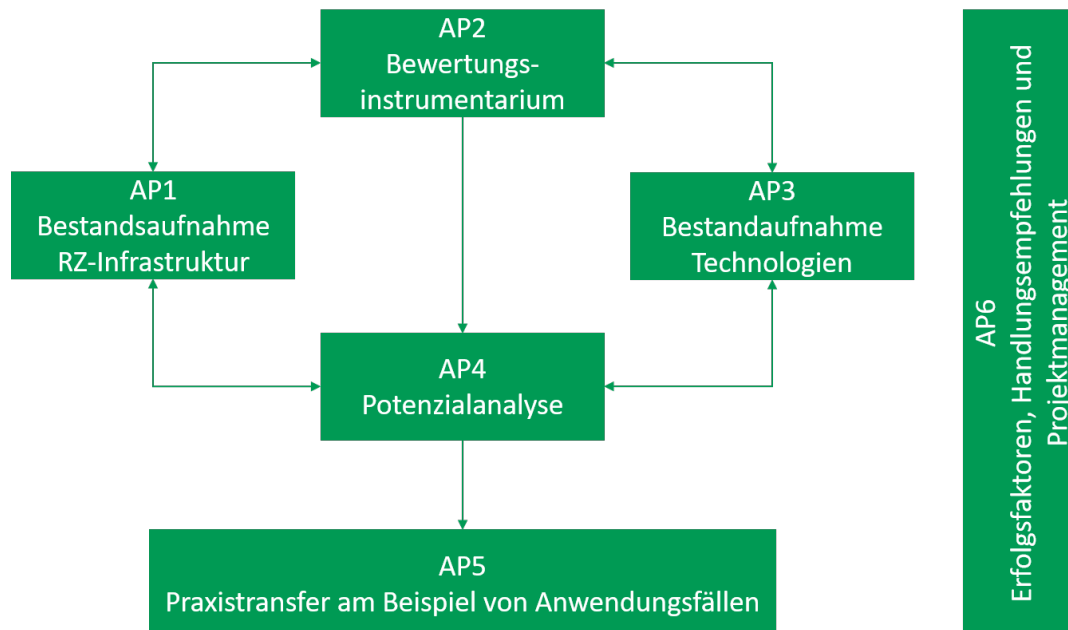 AP2
Bewertungs-
instrumentarium
AP1
Bestandsaufnahme
RZ-Infrastruktur
AP3
Bestandaufnahme
Technologien
AP4
Potenzialanalyse
AP5
Praxistransfer am Beispiel von Anwendungsfällen
AP6
Erfolgsfaktoren, Handlungsempfehlungen und
Projektmanagement